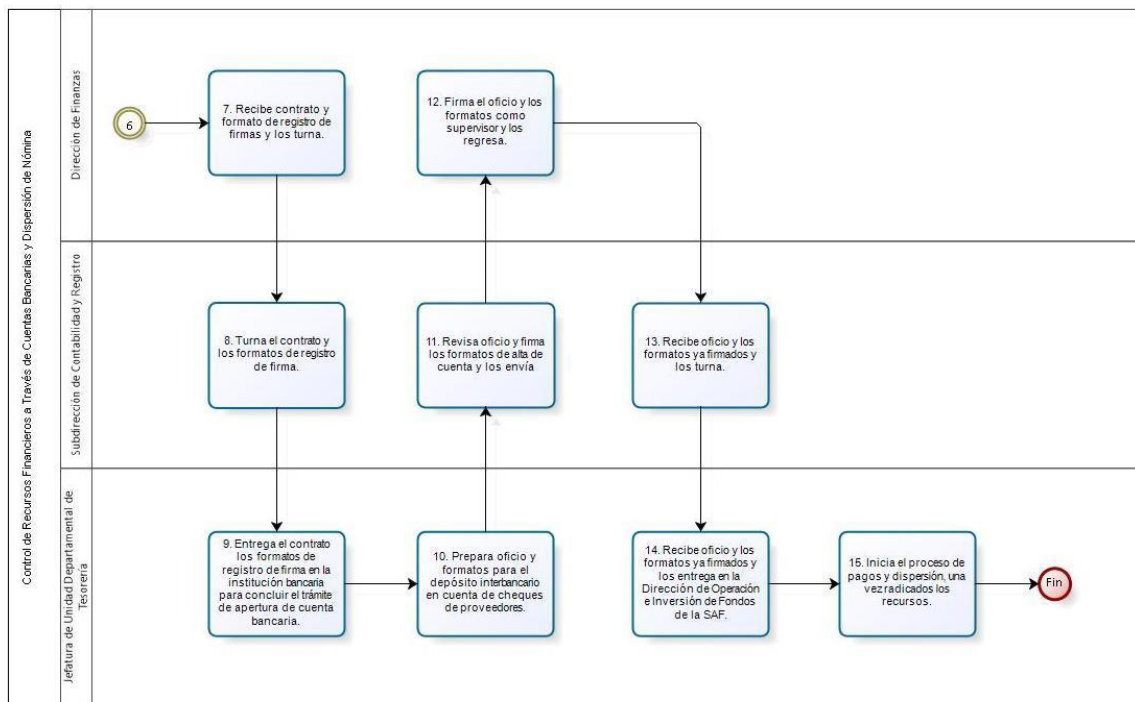 Control de Recursos Financieros a Través de Cuentas Bancarias y Dispersión de Nómina
Dirección de Finanzas
6
7. Recibe contrato y
formato de registro de
firmas y los turna.
12. Firma el oficio y los
formatos como
supervisor y los
regresa.
Subdirección de Contabilidad y Registro
8. Turna el contrato y
los formatos de registro
de firma.
11. Revisa oficio y firma
los formatos de alta de
cuenta y los envía
13. Recibe oficio y los
formatos ya firmados y
los turna.
Jefatura de Unidad Departamental de
Tesorería
9. Entrega el contrato
los formatos de
registro de firma en la
institución bancaria
para concluir el trámite
de apertura de cuenta
bancaria.
10. Prepara oficio y
formatos para el
depósito interbancario
en cuenta de cheques
de proveedores.
14. Recibe oficio y los
formatos ya firmados y
los entrega en la
Dirección de Operación
e Inversión de Fondos
de la SAF.
15. Inicia el proceso de
pagos y dispersión, una
vez radicados los
recursos.
Fin